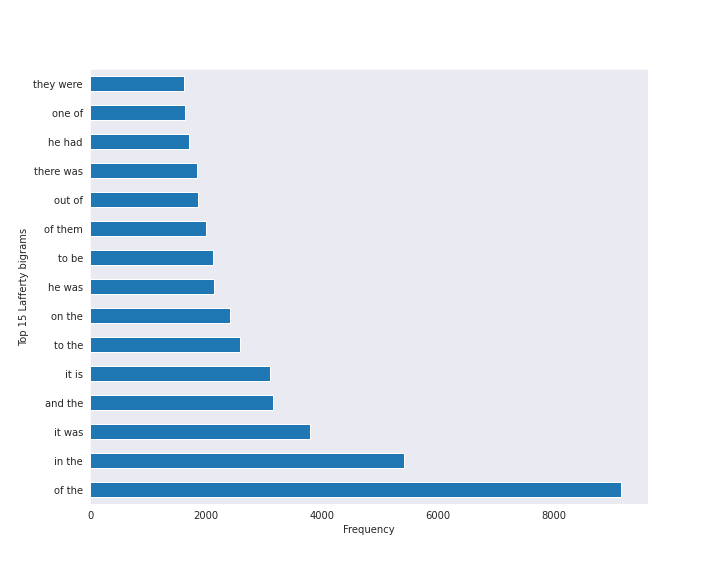 they were
one of
he had
there was
out of
of them
to be
he was
on the
to the
it is
and the
it was
in the
of the
Top 15 Lafferty bigrams
0 2000 4000 6000 8000
Frequency